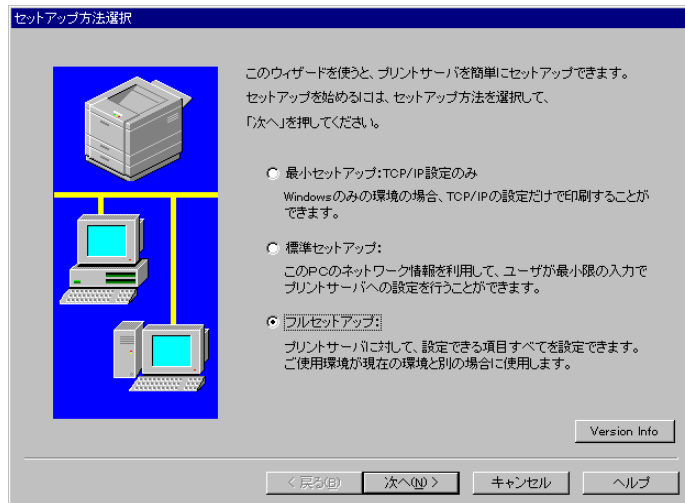 セットアップ方法選択
このウィザードを使うと、プリントサーバを簡単にセットアップできます。
セットアップを始めるには、セットアップ方法を選択して、
「次へ」を押してください。
最小セットアップ:TCP/IP設定のみ
Windowsのみの環境の場合、TCP/IPの設定だけで印刷することが
できます。
標準セットアップ:
このPCのネットワーク情報を利用して、ユーザが最小限の入力で
プリントサーバへの設定を行うことができます。
フルセットアップ:
プリントサーバに対して、設定できる項目すべてを設定できます。
ご使用環境が現在の環境と別の場合に使用します。
Version Info
< 戻る(B) 次へ(N) > キャンセル ヘルプ